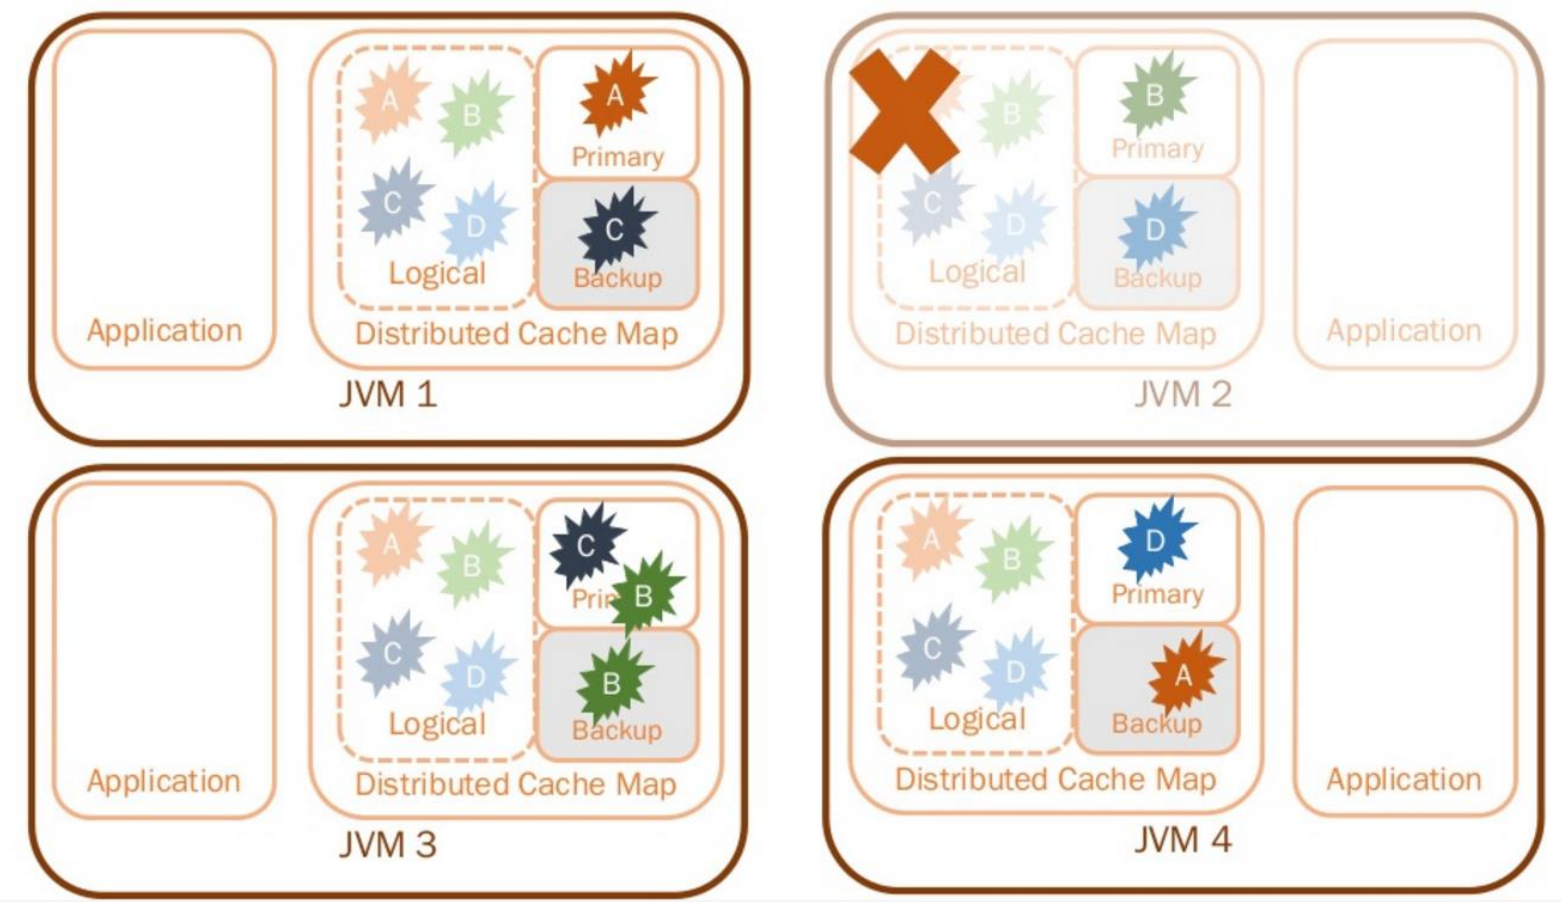 A
B
C
D
Logical
A
Primary
C
Backup
Distributed Cache Map
Application
JVM 1
B
C
D
Logical
B
Primary
D
Backup
Distributed Cache Map
Application
JVM 2
A
B
C
D
Logical
C
B
B
Backup
Distributed Cache Map
Application
JVM 3
A
B
C
D
Logical
D
Primary
A
Backup
Distributed Cache Map
Application
JVM 4